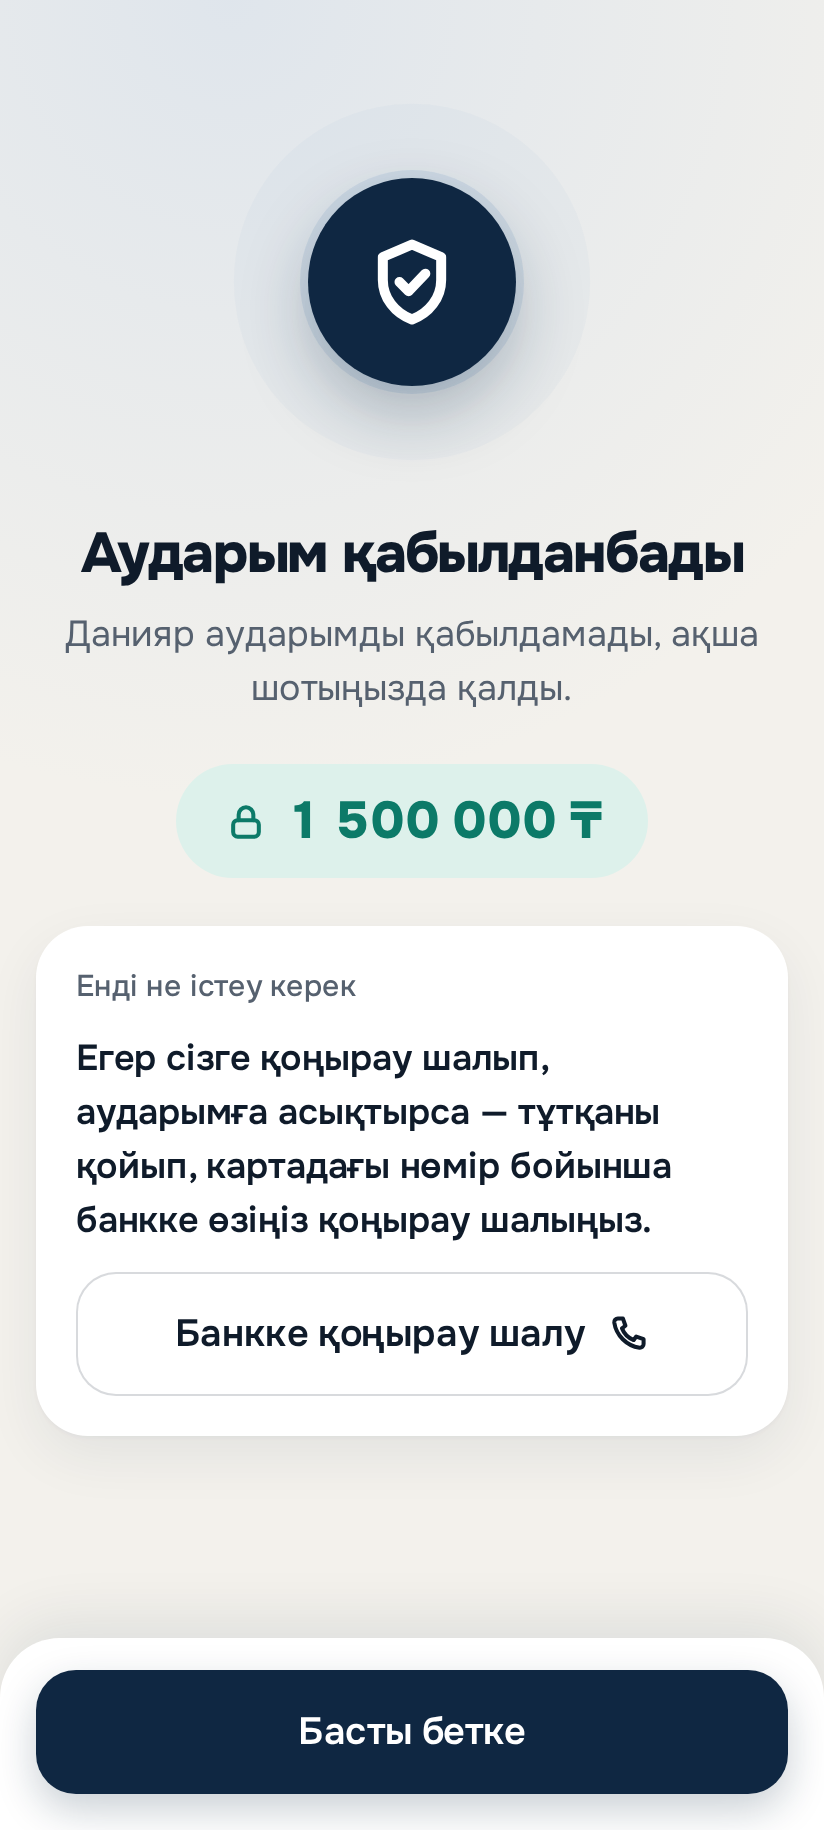 Аударым қабылданбады
Данияр аударымды қабылдамады, ақша
шотыңызда қалды.
1 500 000 ₸
Енді не істеу керек
Егер сізге қоңырау шалып,
аударымға асықтырса — тұтқаны
қойып, картадағы нөмір бойынша
банкке өзіңіз қоңырау шалыңыз.
Банкке қоңырау шалу
Басты бетке